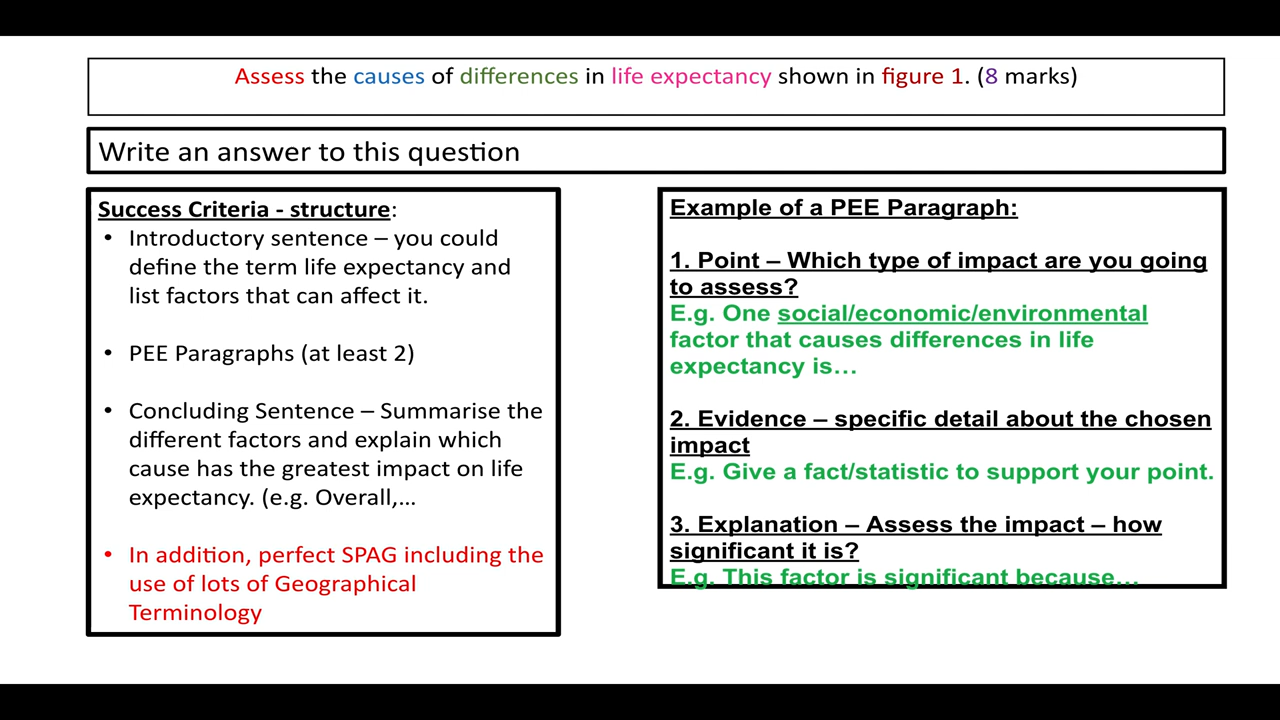 Assess the causes of differences in life expectancy shown in figure 1. (8 marks)
Write an answer to this question
Success Criteria - structure:
• Introductory sentence – you could
define the term life expectancy and
list factors that can affect it.
• PEE Paragraphs (at least 2)
• Concluding Sentence – Summarise the
different factors and explain which
cause has the greatest impact on life
expectancy. (e.g. Overall,...
• In addition, perfect SPAG including the
use of lots of Geographical
Terminology
Example of a PEE Paragraph:
1. Point – Which type of impact are you going
to assess?
E.g. One social/economic/environmental
factor that causes differences in life
expectancy is…
2. Evidence – specific detail about the chosen
impact
E.g. Give a fact/statistic to support your point.
3. Explanation – Assess the impact – how
significant it is?
E.g. This factor is significant because…